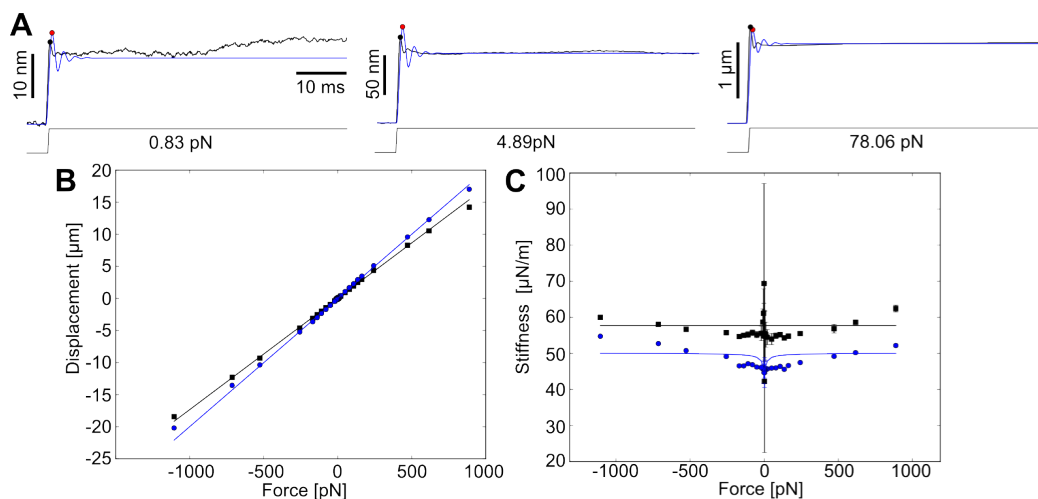 A
10 nm
10 ms
0.83 pN
50 nm
4.89pN
1 µm
78.06 pN
B
Displacement [µm]
20
15
10
5
0
-5
-10
-15
-20
-25
-1000
-500
0
500
1000
Force [pN]
C
Stiffness [µN/m]
100
90
80
70
60
50
40
30
20
-1000
-500
0
500
1000
Force [pN]